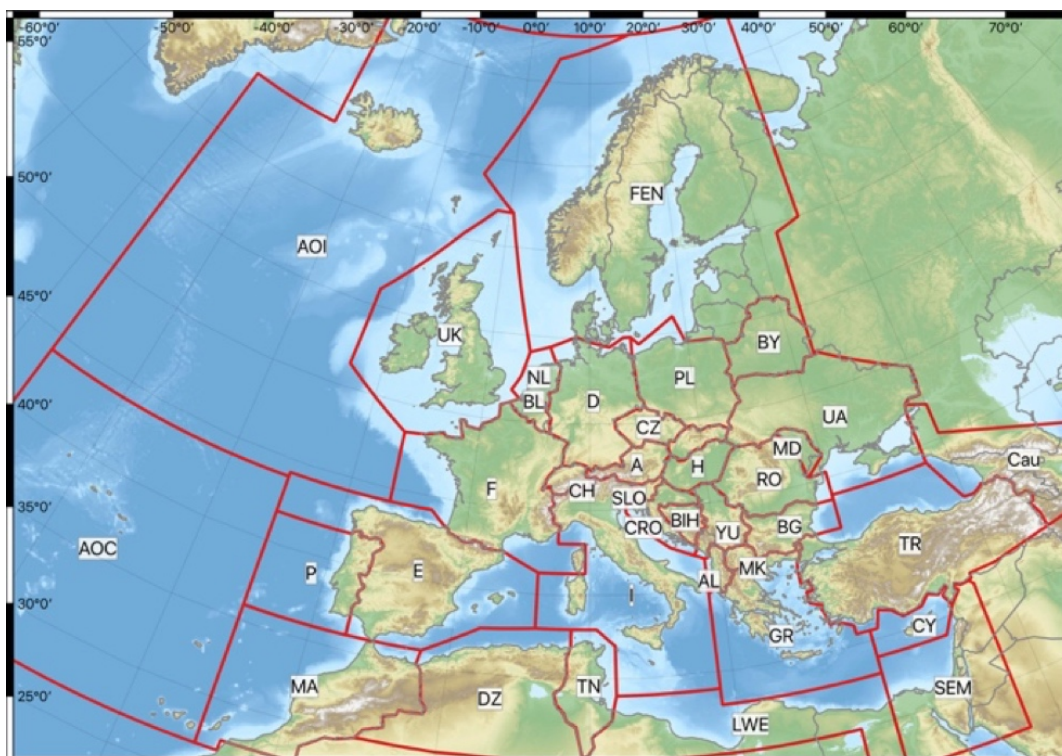 -60°0' -50°0' -40°0' -30°0' -20°0' -10°0' 0°0' 10°0' 20°0' 30°0' 40°0' 50°0' 60°0' 70°0'
55°0'
50°0'
45°0'
40°0'
35°0'
30°0'
25°0'
FEN
AOI
UK
BY
NL
PL
BL
D
UA
CZ
MD
A
H
Cau
RO
F
CH
SLO
CRO
BIH
YU
BG
AOC
P
E
TR
MK
AL
I
CY
GR
MA
DZ
TN
SEM
LWE